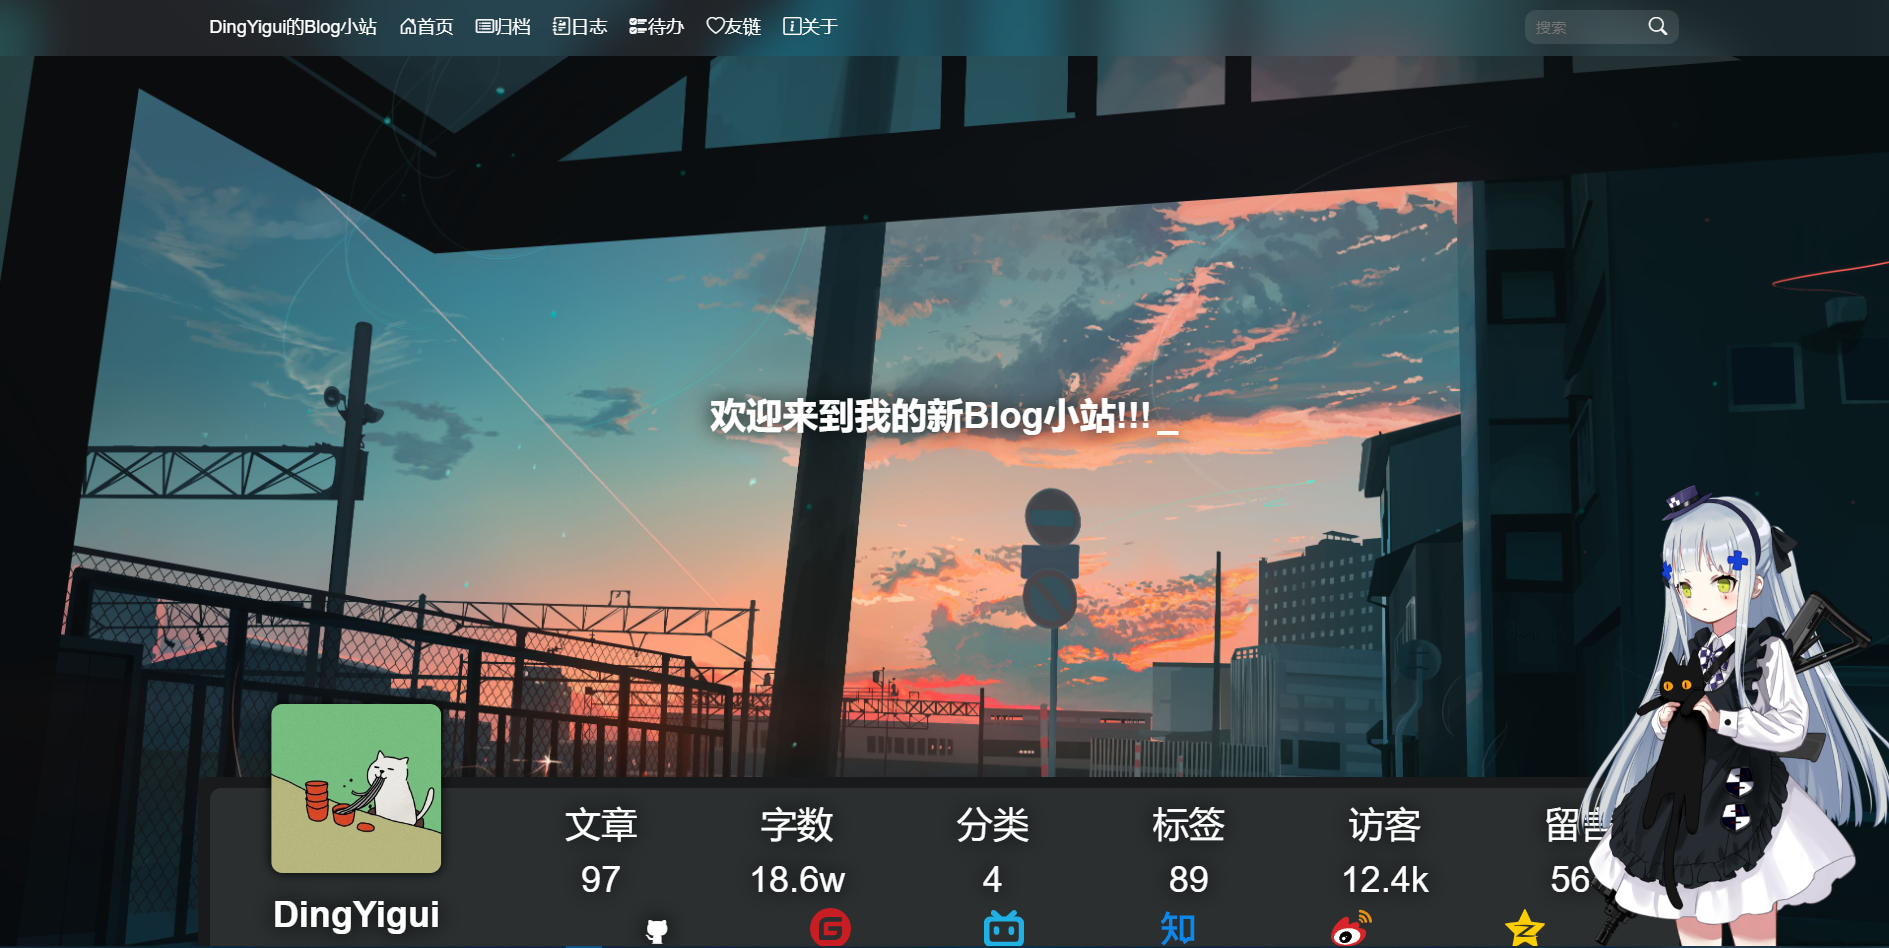 DingYigui的Blog小站 首页 归档 日志 待办 友链 关于 搜索
欢迎来到我的新Blog小站!!!_
文章 字数 分类 标签 访客 留言
97 18.6w 4 89 12.4k 56
DingYigui
知